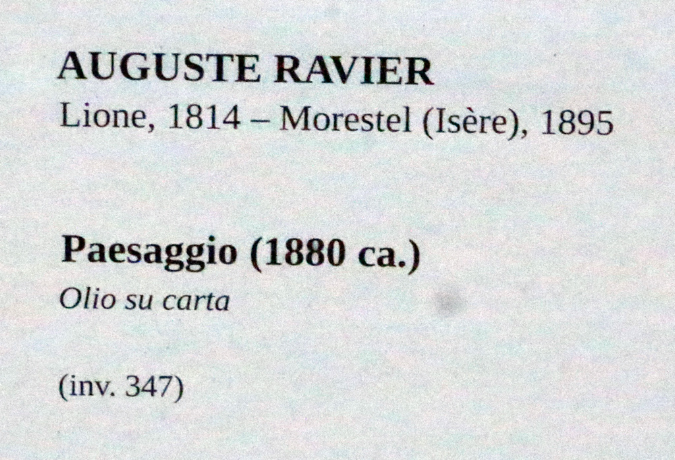 AUGUSTE RAVIER
Lione, 1814 – Morestel (Isère), 1895
Paesaggio (1880 ca.)
Olio su carta
(inv. 347)